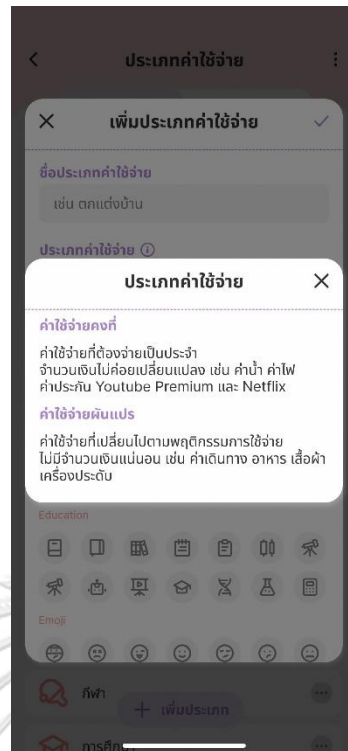 ประเภทค่าใช้จ่าย
เพิ่มประเภทค่าใช้จ่าย
ชื่อประเภทค่าใช้จ่าย
เช่น ตกแต่งบ้าน
ประเภทค่าใช้จ่าย
ประเภทค่าใช้จ่าย
ค่าใช้จ่ายคงที่
ค่าใช้จ่ายที่ต้องจ่ายเป็นประจำ
จำนวนเงินไม่ค่อยเปลี่ยนแปลง เช่น ค่าน้ำ ค่าไฟ
ค่าประกัน Youtube Premium และ Netflix
ค่าใช้จ่ายผันแปร
ค่าใช้จ่ายที่เปลี่ยนไปตามพฤติกรรมการใช้จ่าย
ไม่มีจำนวนเงินแน่นอน เช่น ค่าเดินทาง อาหาร เสื้อผ้า
เครื่องประดับ
Education
Emoji
กีฬา
+ เพิ่มประเภท
การศึกษา